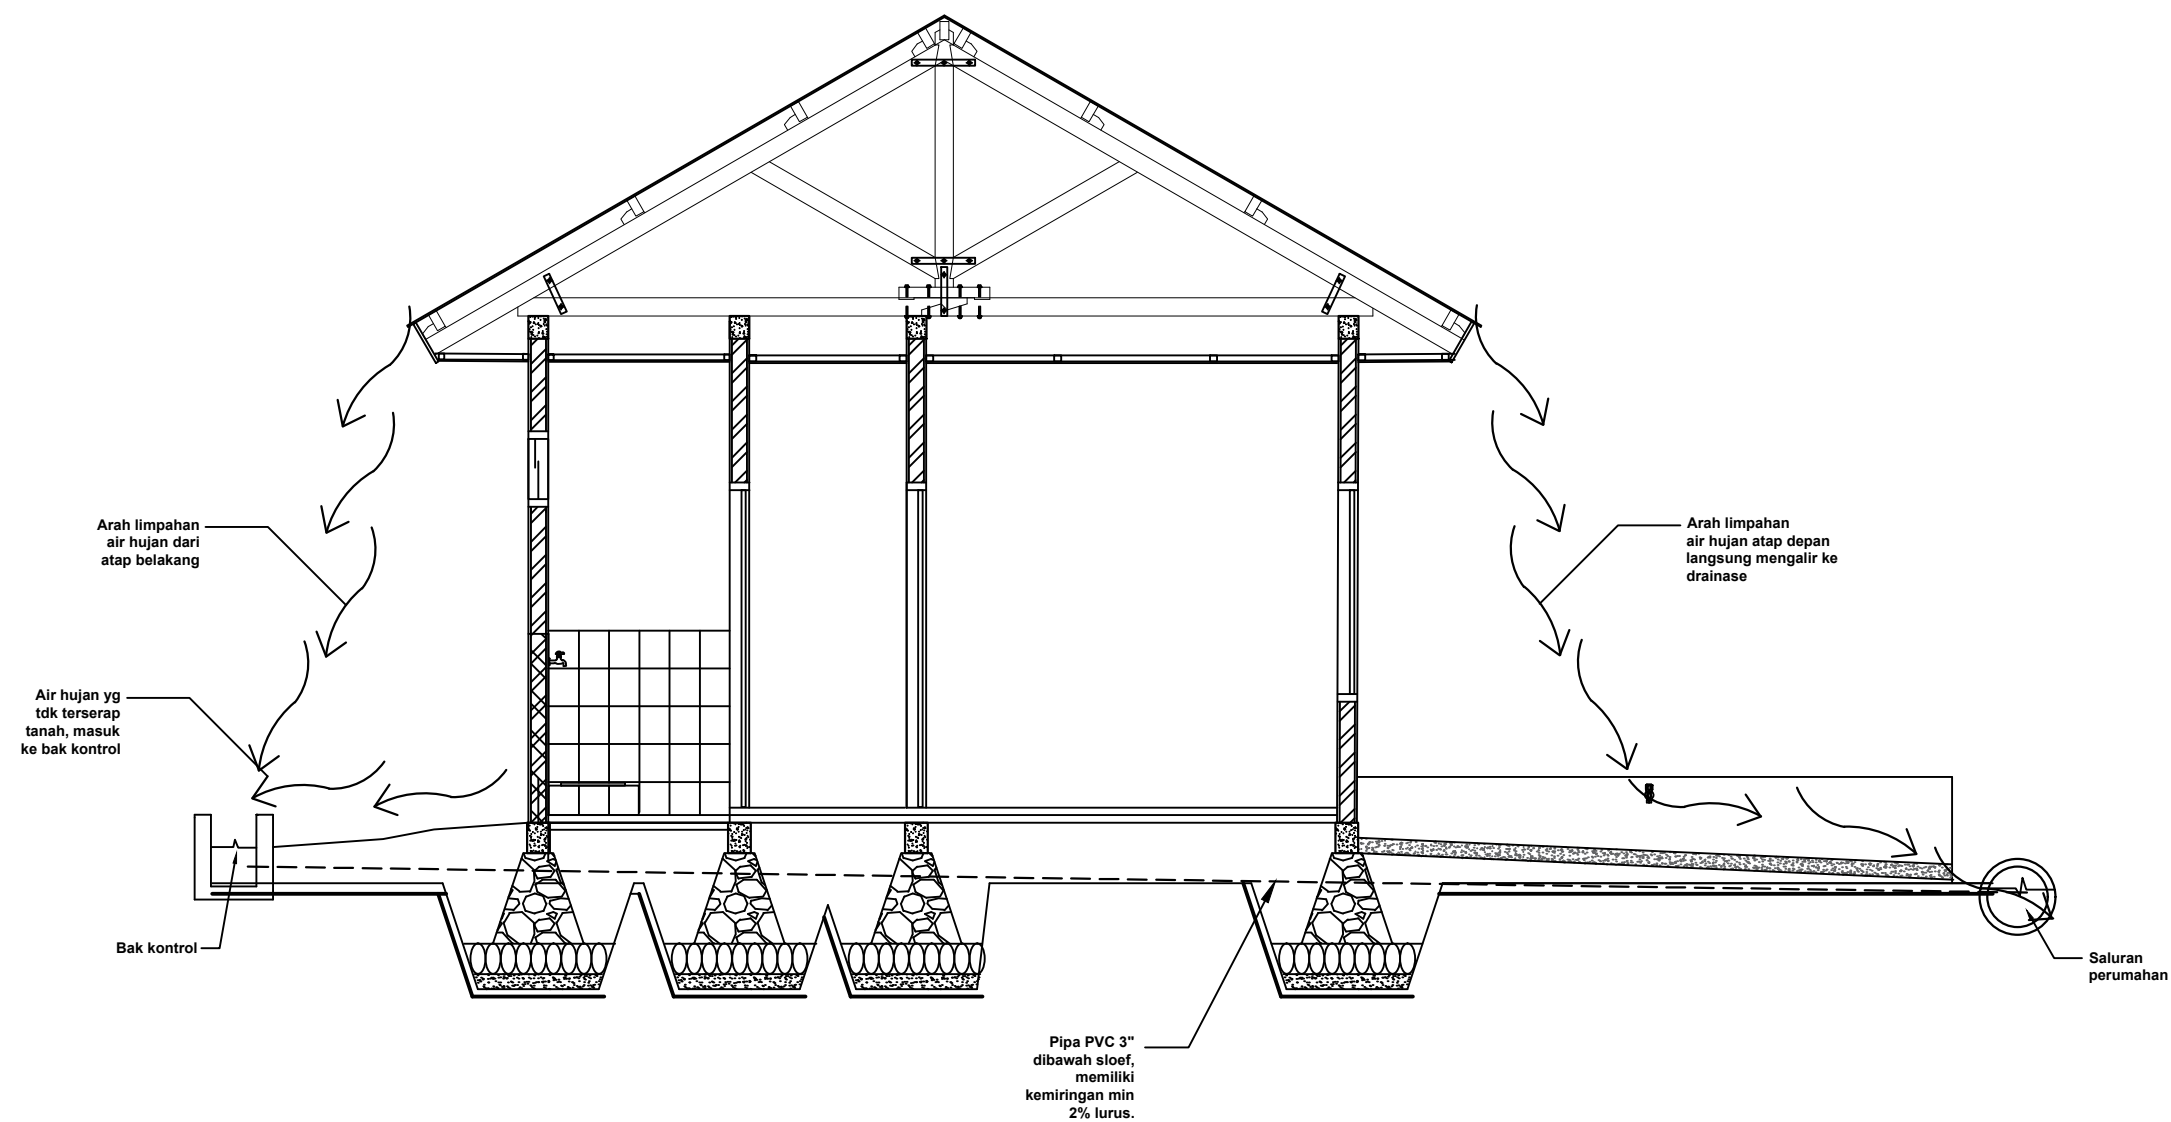 Arah limpahan
air hujan dari
atap belakang
Arah limpahan
air hujan atap depan
langsung mengalir ke
drainase
Air hujan yg
tdk terserap
tanah, masuk
ke bak kontrol
Bak kontrol
Saluran
perumahan
Pipa PVC 3"
dibawah sloef,
memiliki
kemiringan min
2% lurus.